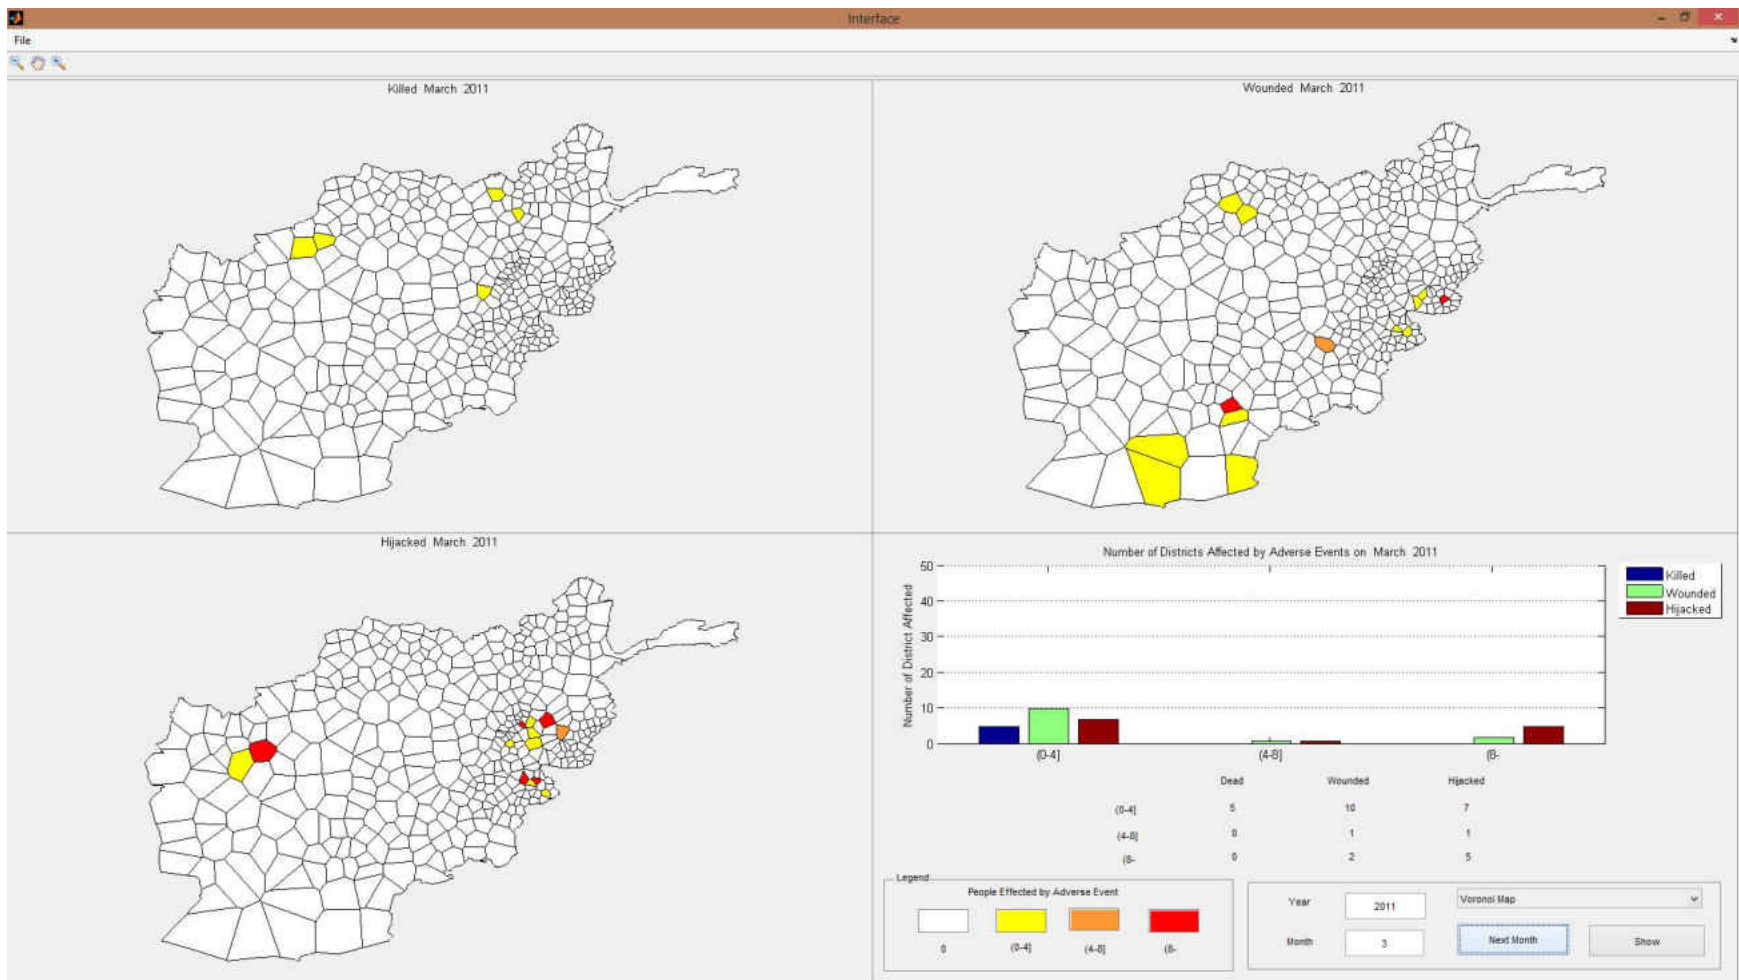 Interface
File
Killed March 2011
Wounded March 2011
Hijacked March 2011
Number of Districts Affected by Adverse Events on March 2011
Number of District Affected
50
40
30
20
10
0
(0-4]
(4-8]
(8-
Killed
Wounded
Hijacked
Dead Wounded Hijacked
(0-4] 5 10 7
(4-8] 0 1 1
(8- 0 2 5
Legend
People Effected by Adverse Event
0 (0-4] (4-8] (8-
Year 2011 Voronoi Map
Month 3 Next Month Show